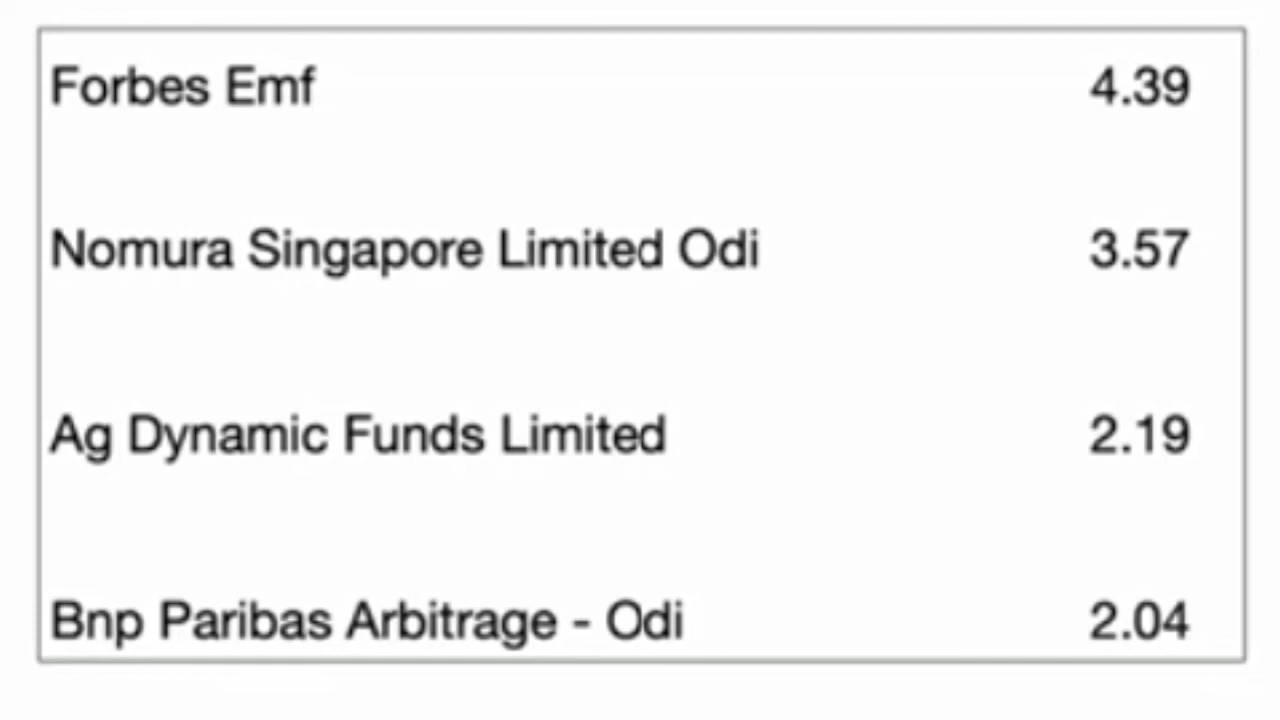 Forbes Emf 4.39
Nomura Singapore Limited Odi 3.57
Ag Dynamic Funds Limited 2.19
Bnp Paribas Arbitrage - Odi 2.04